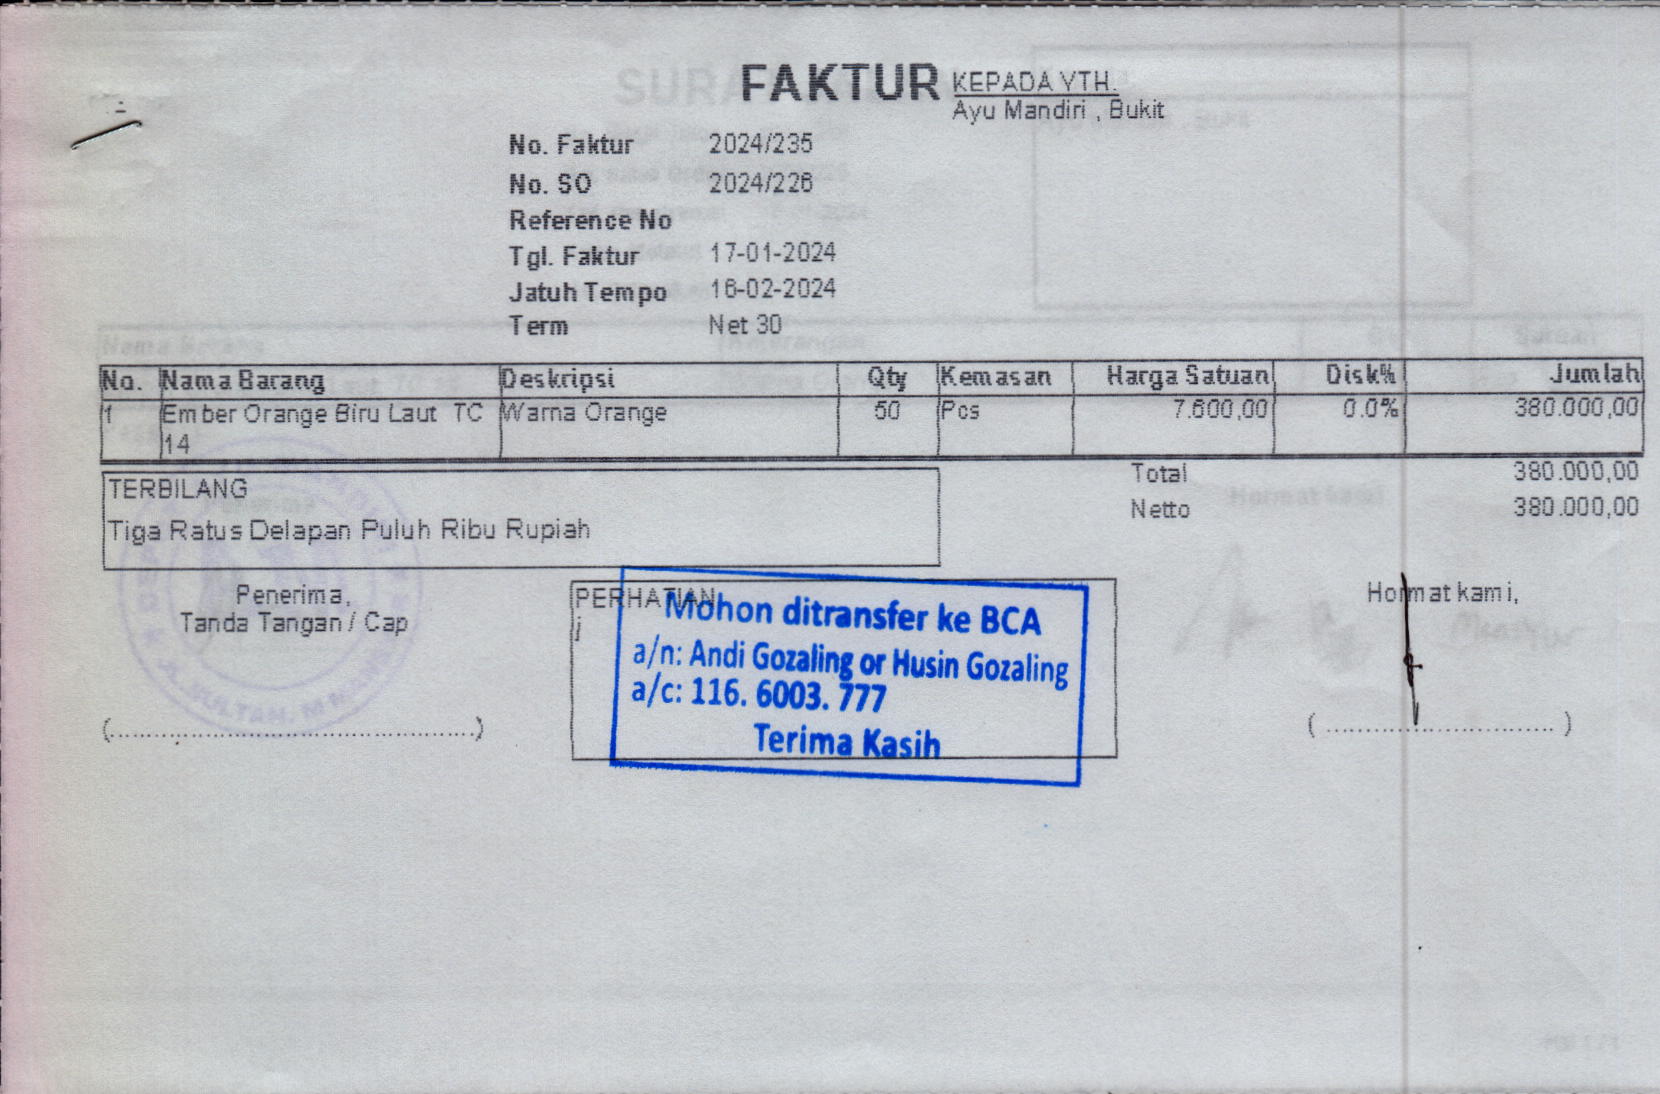 FAKTUR
KEPADA YTH.
Ayu Mandiri , Bukit
No. Faktur 2024/235
No. SO 2024/226
Reference No
Tgl. Faktur 17-01-2024
Jatuh Tempo 16-02-2024
Term Net 30
No. Nama Barang Deskripsi Qty Kemasan Harga Satuan Disk% Jumlah
1 Ember Orange Biru Laut TC Warna Orange 50 Pcs 7.600,00 0.0% 380.000,00
14
Total 380.000,00
Netto 380.000,00
TERBILANG
Tiga Ratus Delapan Puluh Ribu Rupiah
Penerima,
Tanda Tangan / Cap
(................................................)
PERHATIAN
j
Mohon ditransfer ke BCA
a/n: Andi Gozaling or Husin Gozaling
a/c: 116. 6003. 777
Terima Kasih
Hormat kami,
( .............................. )